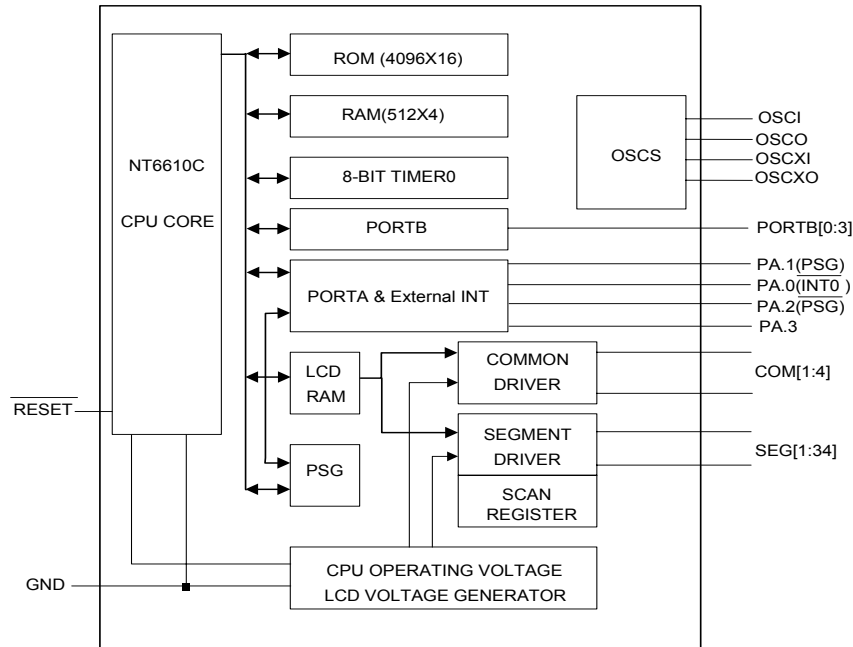 NT6610C
CPU CORE
ROM (4096X16)
RAM(512X4)
8-BIT TIMER0
PORTB
PORTA & External INT
LCD
RAM
PSG
COMMON
DRIVER
SEGMENT
DRIVER
SCAN
REGISTER
CPU OPERATING VOLTAGE
LCD VOLTAGE GENERATOR
OSCS
OSCI
OSCO
OSCXI
OSCXO
PORTB[0:3]
PA.1(PSG)
PA.0(INT0 )
PA.2(PSG)
PA.3
COM[1:4]
SEG[1:34]
RESET
GND